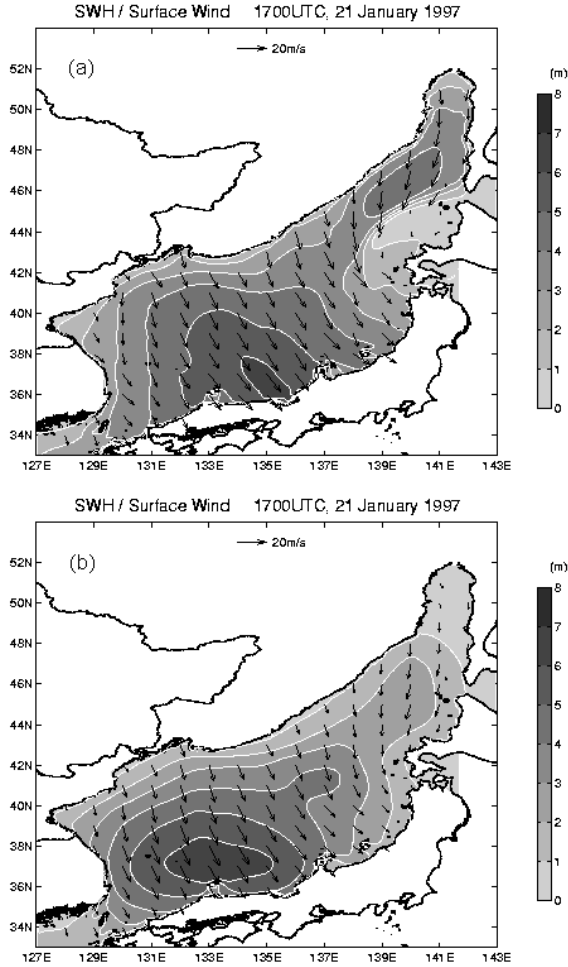 SWH / Surface Wind 1700UTC, 21 January 1997
20m/s
(a)
(m)
52N
50N
48N
46N
44N
42N
40N
38N
36N
34N
8
7
6
5
4
3
2
1
0
127E 129E 131E 133E 135E 137E 139E 141E 143E
SWH / Surface Wind 1700UTC, 21 January 1997
20m/s
(b)
(m)
52N
50N
48N
46N
44N
42N
40N
38N
36N
34N
8
7
6
5
4
3
2
1
0
127E 129E 131E 133E 135E 137E 139E 141E 143E